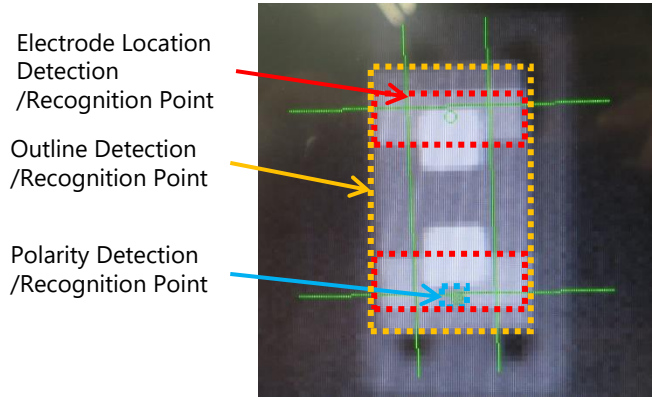 Electrode Location
Detection
/Recognition Point
Outline Detection
/Recognition Point
Polarity Detection
/Recognition Point